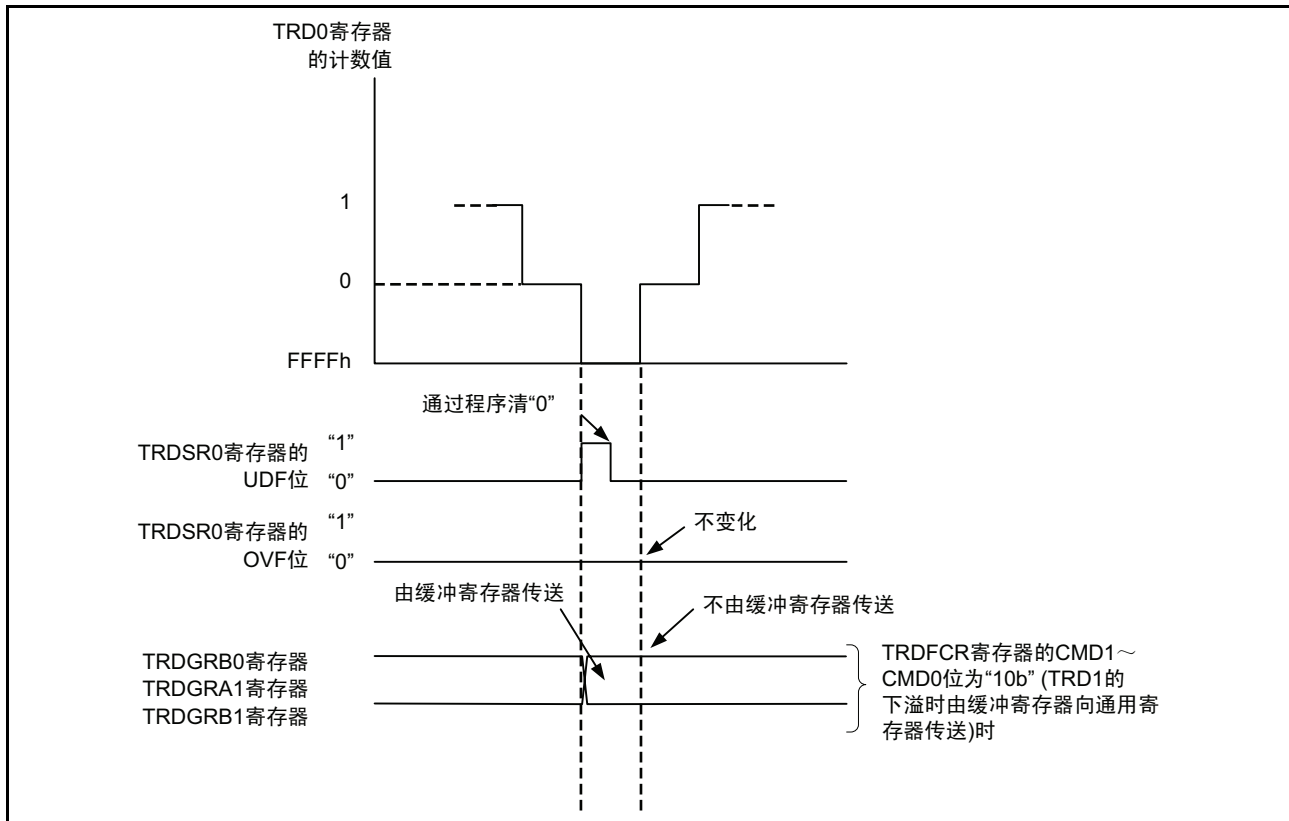 TRD0寄存器
的计数值
1
0
FFFFh
通过程序清“0”
TRDSR0寄存器的
UDF位
“1”
“0”
TRDSR0寄存器的
OVF位
“1”
“0”
不变化
由缓冲寄存器传送
不由缓冲寄存器传送
TRDGRB0寄存器
TRDGRA1寄存器
TRDGRB1寄存器
TRDFCR寄存器的CMD1～
CMD0位为“10b” (TRD1的
下溢时由缓冲寄存器向通用寄
存器传送)时